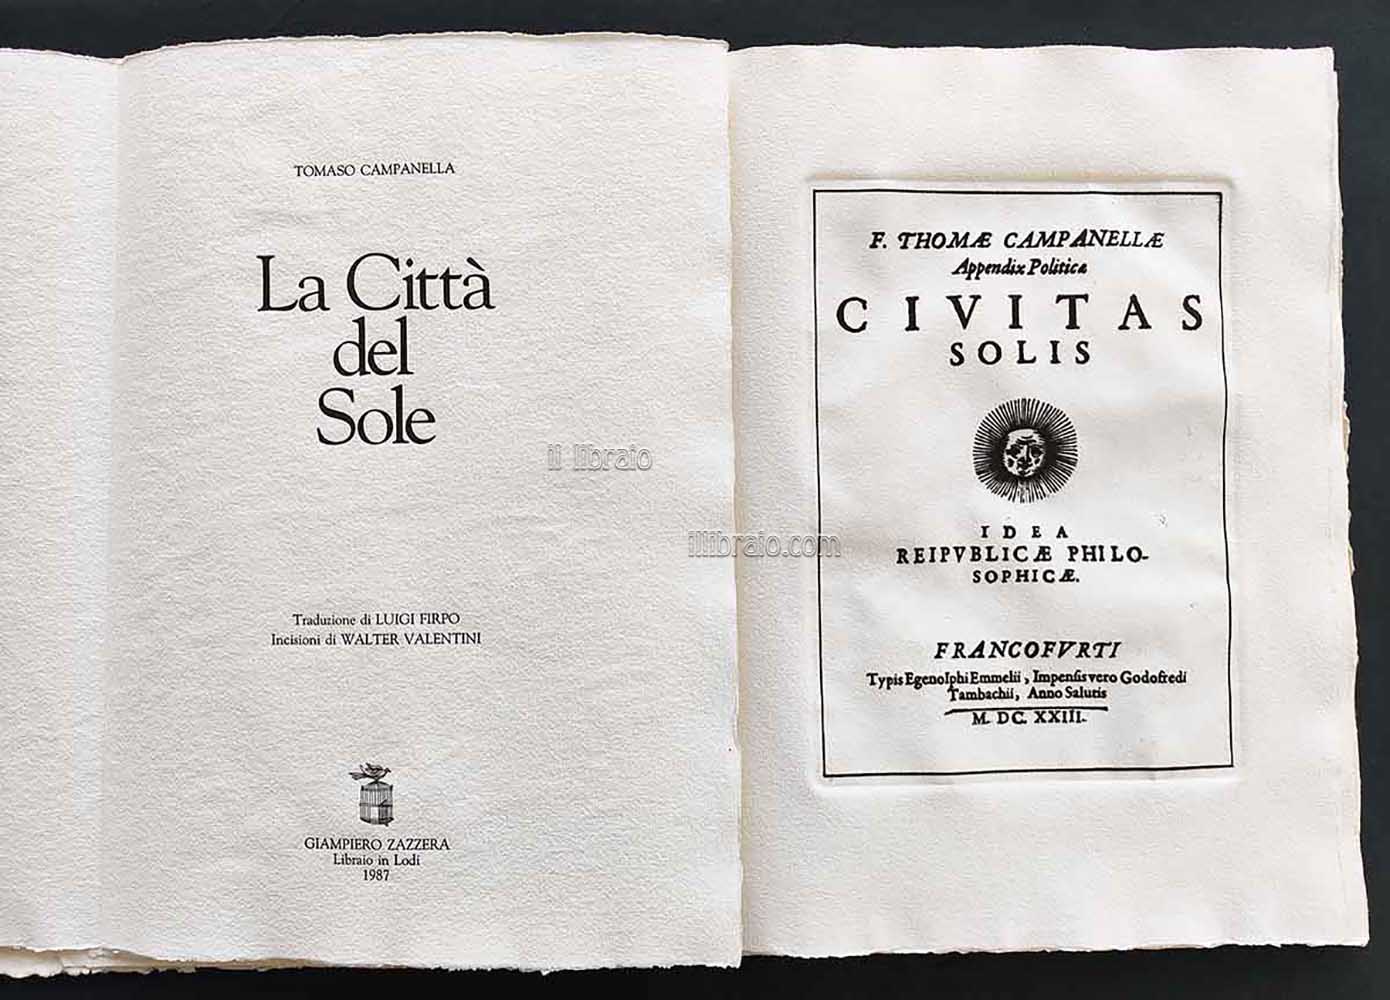 TOMASO CAMPANELLA
La Città
del
Sole
Traduzione di LUIGI FIRPO
Incisioni di WALTER VALENTINI
GIAMPIERO ZAZZERA
Libraio in Lodi
1987
il libraio
illibraio.com
F. THOMÆ CAMPANELLÆ
Appendix Politica
CIVITAS
SOLIS
IDEA
REIPVBLICÆ PHILO-
SOPHICÆ.
FRANCOFVRTI
Typis Egenolphi Emmelii, Impensis vero Godofredi
Tambachii, Anno Salutis
M. DC. XXIII.